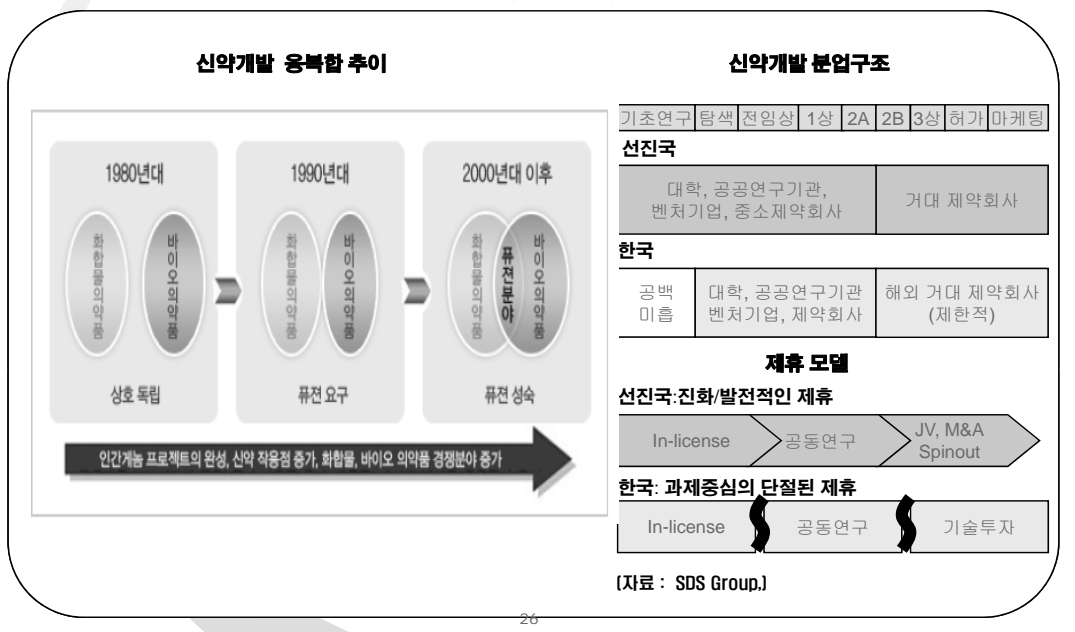 신약개발 융복합 추이
1980년대
1990년대
2000년대 이후
화합물의약품
바이오의약품
화합물의약품
바이오의약품
화합물의약품
퓨젼분야
바이오의약품
상호 독립
퓨젼 요구
퓨젼 성숙
인간게놈 프로젝트의 완성, 신약 작용점 증가, 화합물, 바이오 의약품 경쟁분야 증가
신약개발 분업구조
기초연구 탐색 전임상 1상 2A 2B 3상 허가 마케팅
선진국
대학, 공공연구기관,
벤처기업, 중소제약회사
거대 제약회사
한국
공백
미흡
대학, 공공연구기관
벤처기업, 제약회사
해외 거대 제약회사
(제한적)
제휴 모델
선진국:진화/발전적인 제휴
In-license
공동연구
JV, M&A
Spinout
한국: 과제중심의 단절된 제휴
In-license
공동연구
기술투자
(자료 : SDS Group,)
26